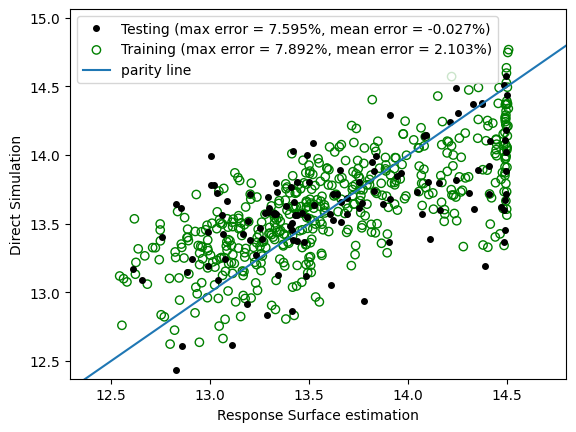 Testing (max error = 7.595%, mean error = -0.027%)
Training (max error = 7.892%, mean error = 2.103%)
parity line
15.0
14.5
14.0
13.5
13.0
12.5
Direct Simulation
12.5 13.0 13.5 14.0 14.5
Response Surface estimation